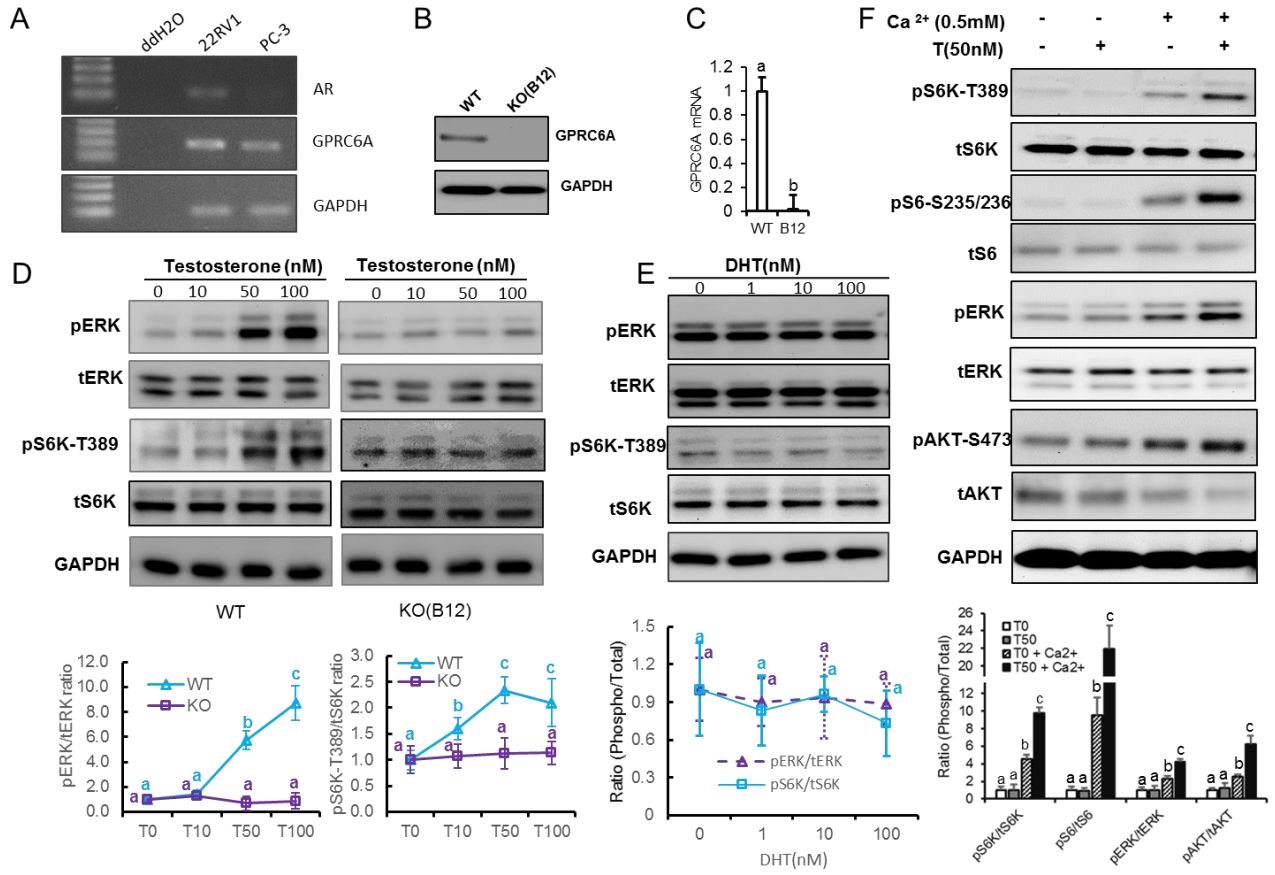 A
ddH2O 22RV1 PC-3
AR
GPRC6A
GAPDH
B
WT KO(B12)
GPRC6A
GAPDH
C
GPRC6A mRNA
1.2
1
0.8
0.6
0.4
0.2
0
a
b
WT B12
F
Ca 2+ (0.5mM) - - + +
T(50nM) - + - +
pS6K-T389
tS6K
pS6-S235/236
tS6
pERK
tERK
pAKT-S473
tAKT
GAPDH
D
Testosterone (nM) Testosterone (nM)
0 10 50 100 0 10 50 100
pERK
tERK
pS6K-T389
tS6K
GAPDH
WT KO(B12)
E
DHT(nM)
0 1 10 100
pERK
tERK
pS6K-T389
tS6K
GAPDH
pERK/tERK ratio
12.0
10.0
8.0
6.0
4.0
2.0
0.0
WT
KO
a a a a b c
T0 T10 T50 T100
pS6K-T389/tS6K ratio
3.0
2.5
2.0
1.5
1.0
0.5
0.0
WT
KO
a a b a c a c a
T0 T10 T50 T100
Ratio (Phospho/Total)
1.5
1.2
0.9
0.6
0.3
0
a a a a a a a a
pERK/tERK
pS6K/tS6K
0 1 10 100
DHT(nM)
Ratio (Phospho/Total)
26
24
22
20
18
16
10
8
6
4
2
0
T0
T50
T0 + Ca2+
T50 + Ca2+
a a b c a a b c a a b c a a b c
pS6K/tS6K pS6/tS6 pERK/tERK pAKT/tAKT